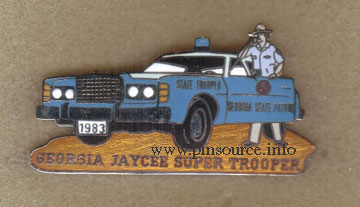 STATE TROOPER
GEORGIA STATE PATROL
1983
GEORGIA JAYCEE SUPER TROOPER
www.pinsource.info